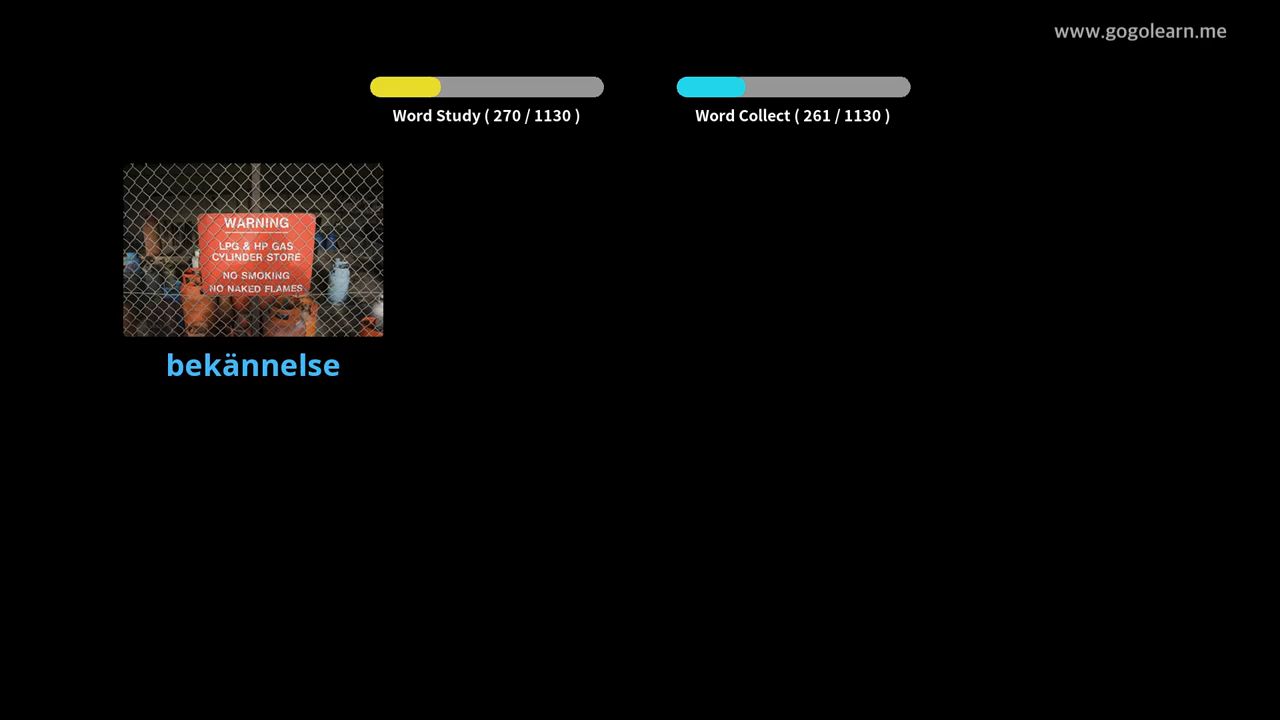 www.gogolearn.me
Word Study ( 270 / 1130 )
Word Collect ( 261 / 1130 )
WARNING
LPG & HP GAS
CYLINDER STORE
NO SMOKING
NO NAKED FLAMES
bekännelse